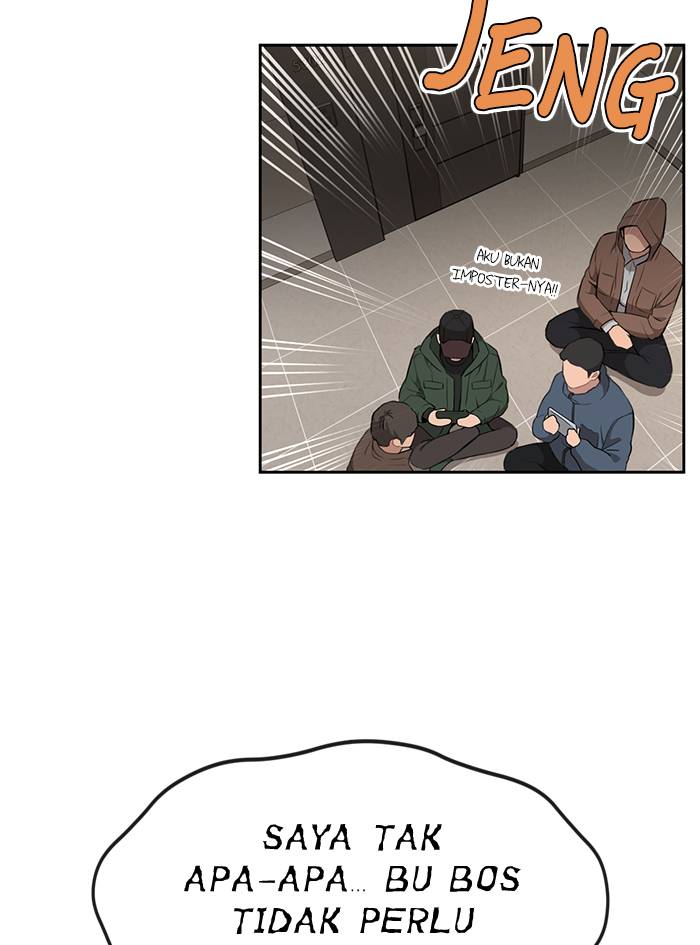 JENG
AKU BUKAN
IMPOSTER-NYA!!
SAYA TAK
APA-APA... BU BOS
TIDAK PERLU